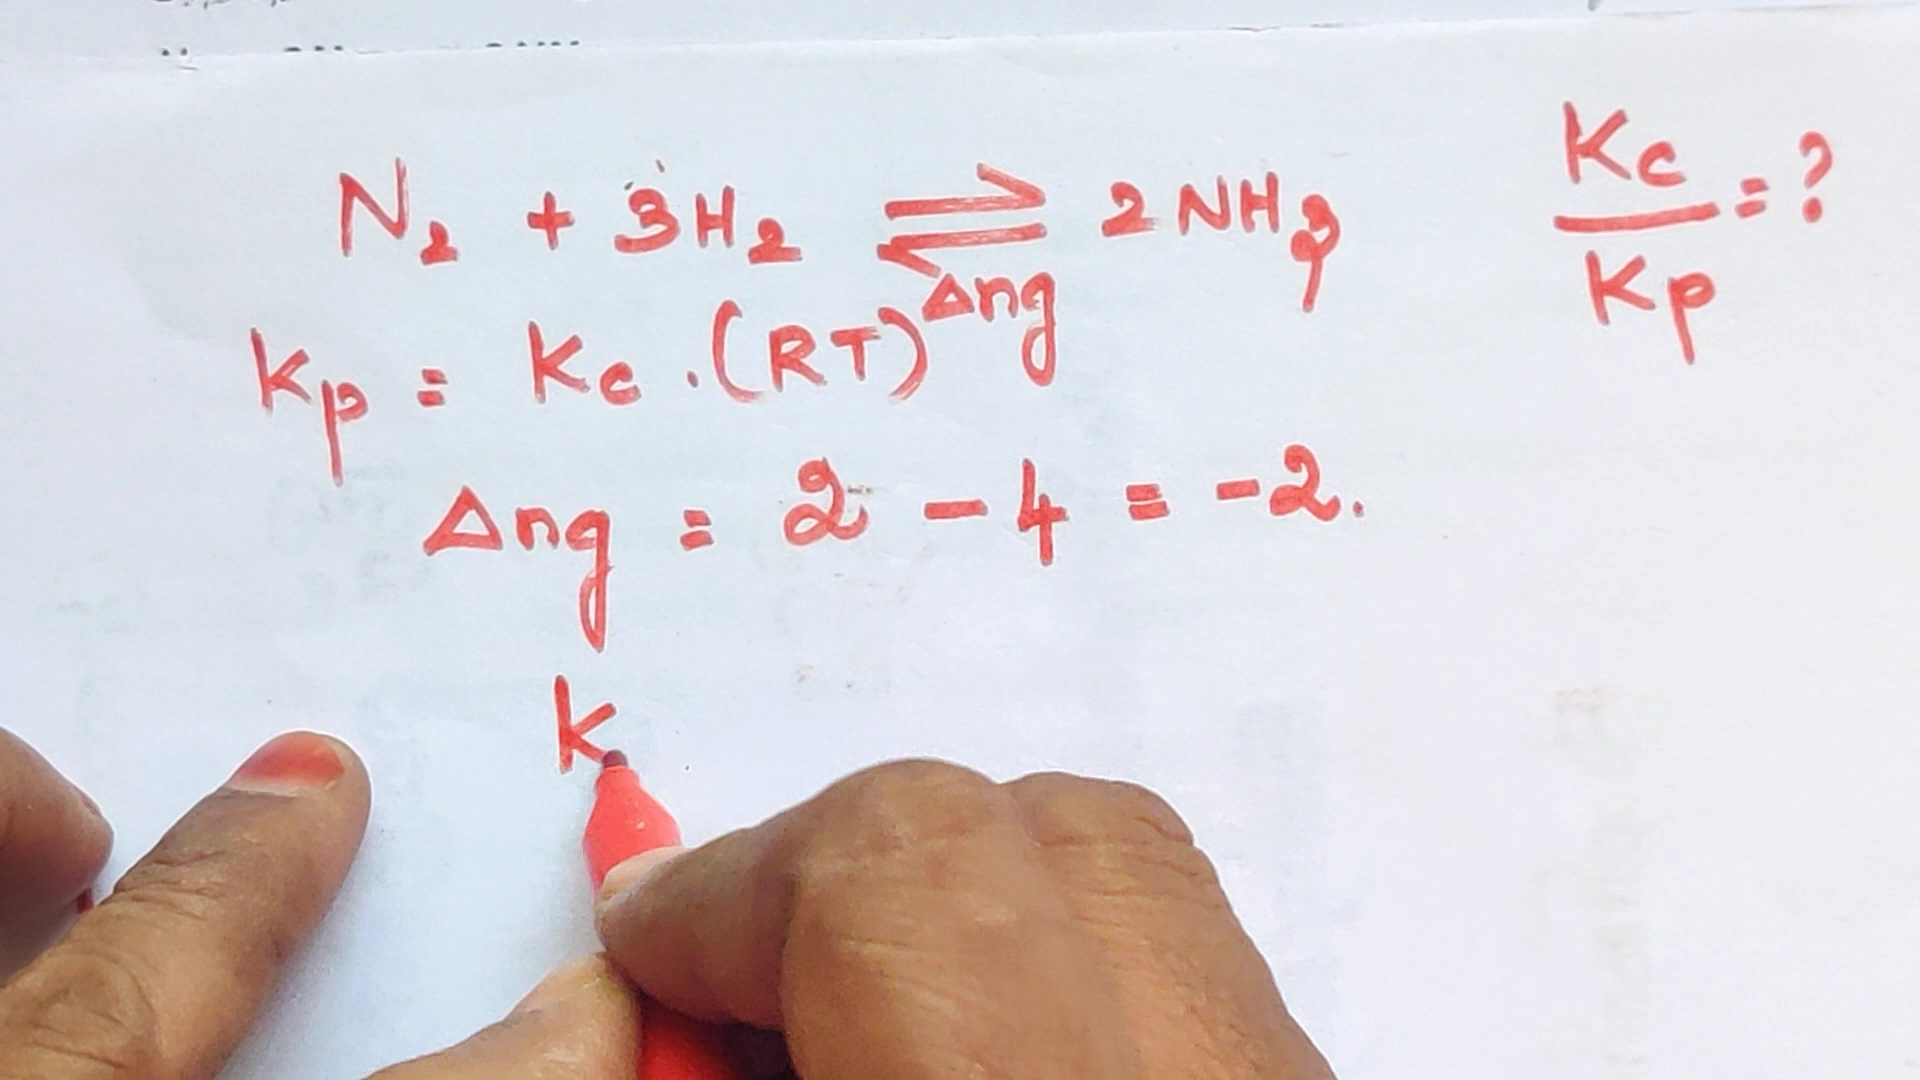 N₂ + 3H₂ ⇌ 2NH₃
Kc/Kp = ?
Kp = Kc .(RT)^Δng
Δng = 2 - 4 = -2.
K